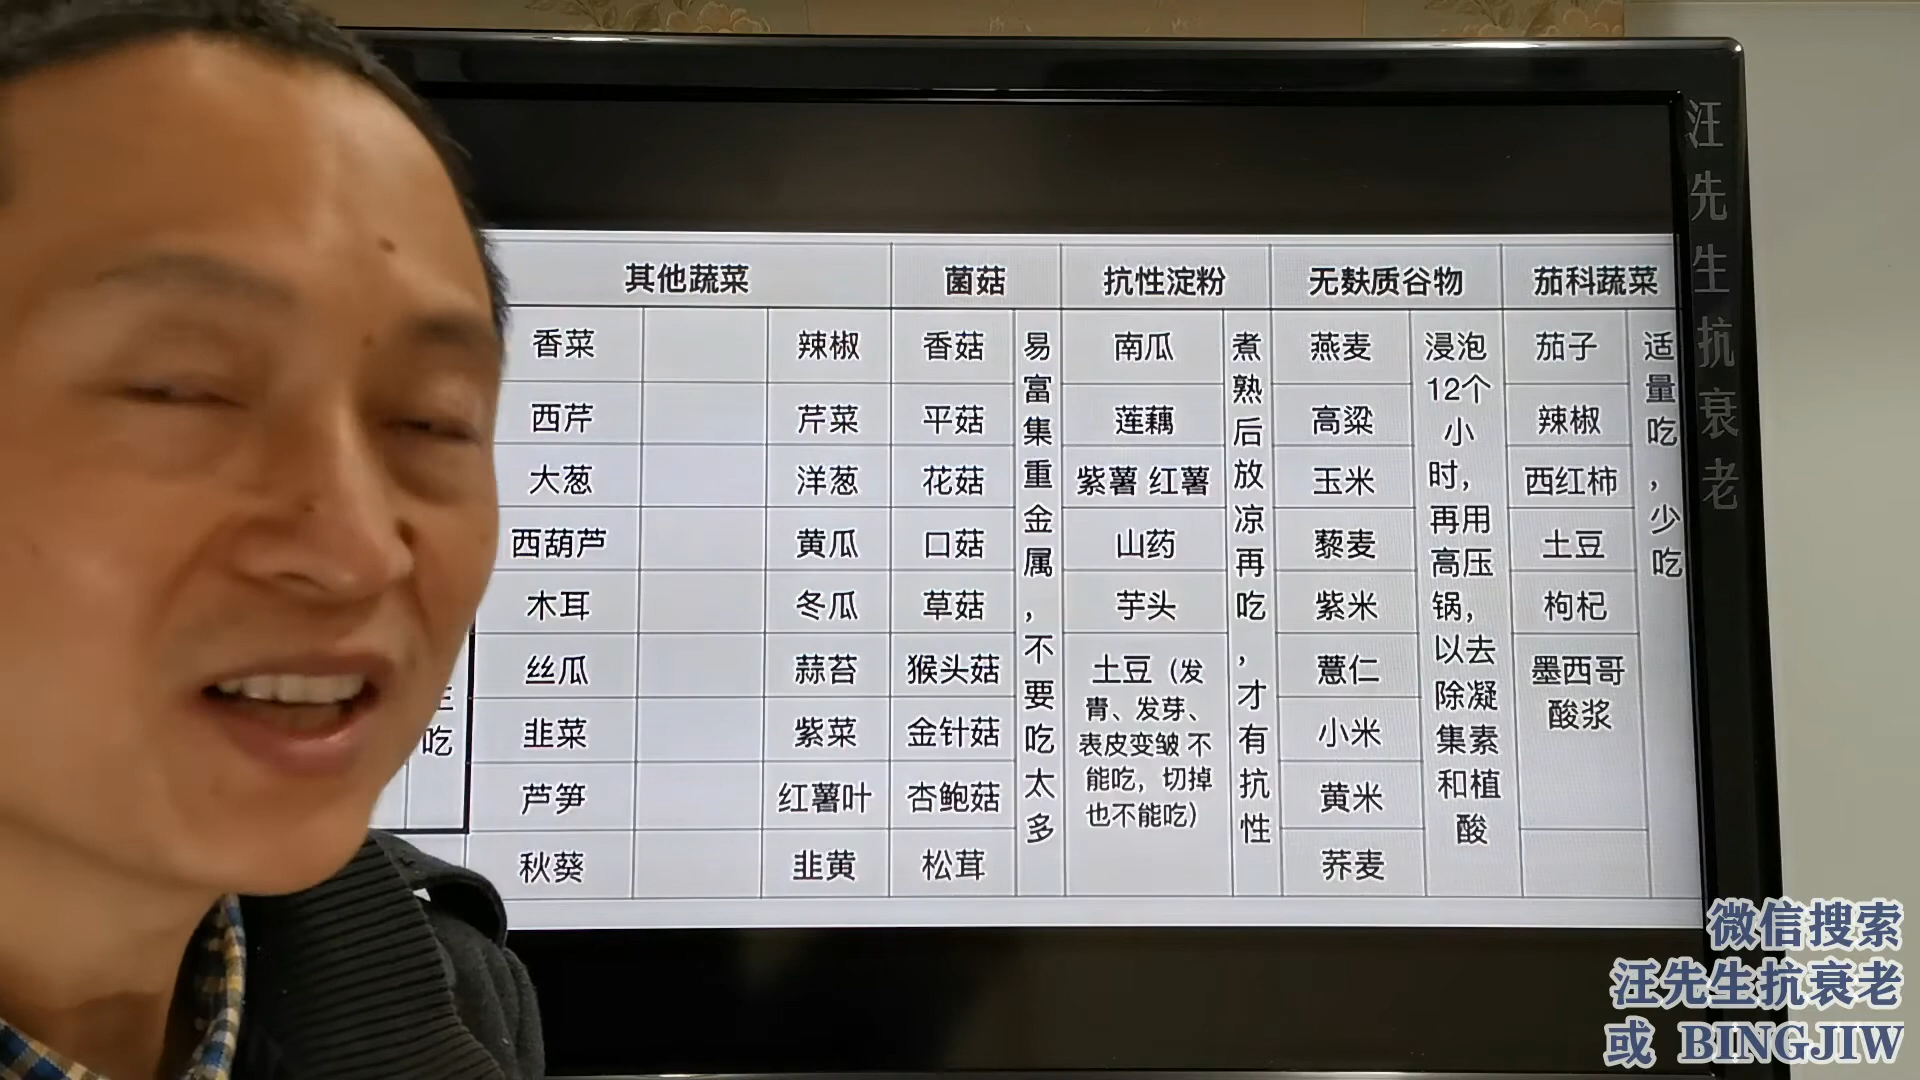 其他蔬菜 菌菇 抗性淀粉 无麸质谷物 茄科蔬菜
香菜 辣椒 香菇 南瓜 燕麦 茄子
西芹 芹菜 平菇 莲藕 高粱 辣椒
大葱 洋葱 花菇 紫薯 红薯 玉米 西红柿
西葫芦 黄瓜 口菇 山药 藜麦 土豆
木耳 冬瓜 草菇 芋头 紫米 枸杞
丝瓜 蒜苔 猴头菇 薏仁
韭菜 紫菜 金针菇 小米
芦笋 红薯叶 杏鲍菇 黄米
秋葵 韭黄 松茸 荞麦
吃
易富集重金属，不要吃太多
土豆（发
青、发芽、
表皮变皱 不
能吃，切掉
也不能吃）
煮熟后放凉再吃，才有抗性
浸泡
12个
小
时，
再用
高压
锅，
以去
除凝
集素
和植
酸
墨西哥
酸浆
适量吃，少吃
汪先生抗衰老
微信搜索
汪先生抗衰老
或 BINGJIW